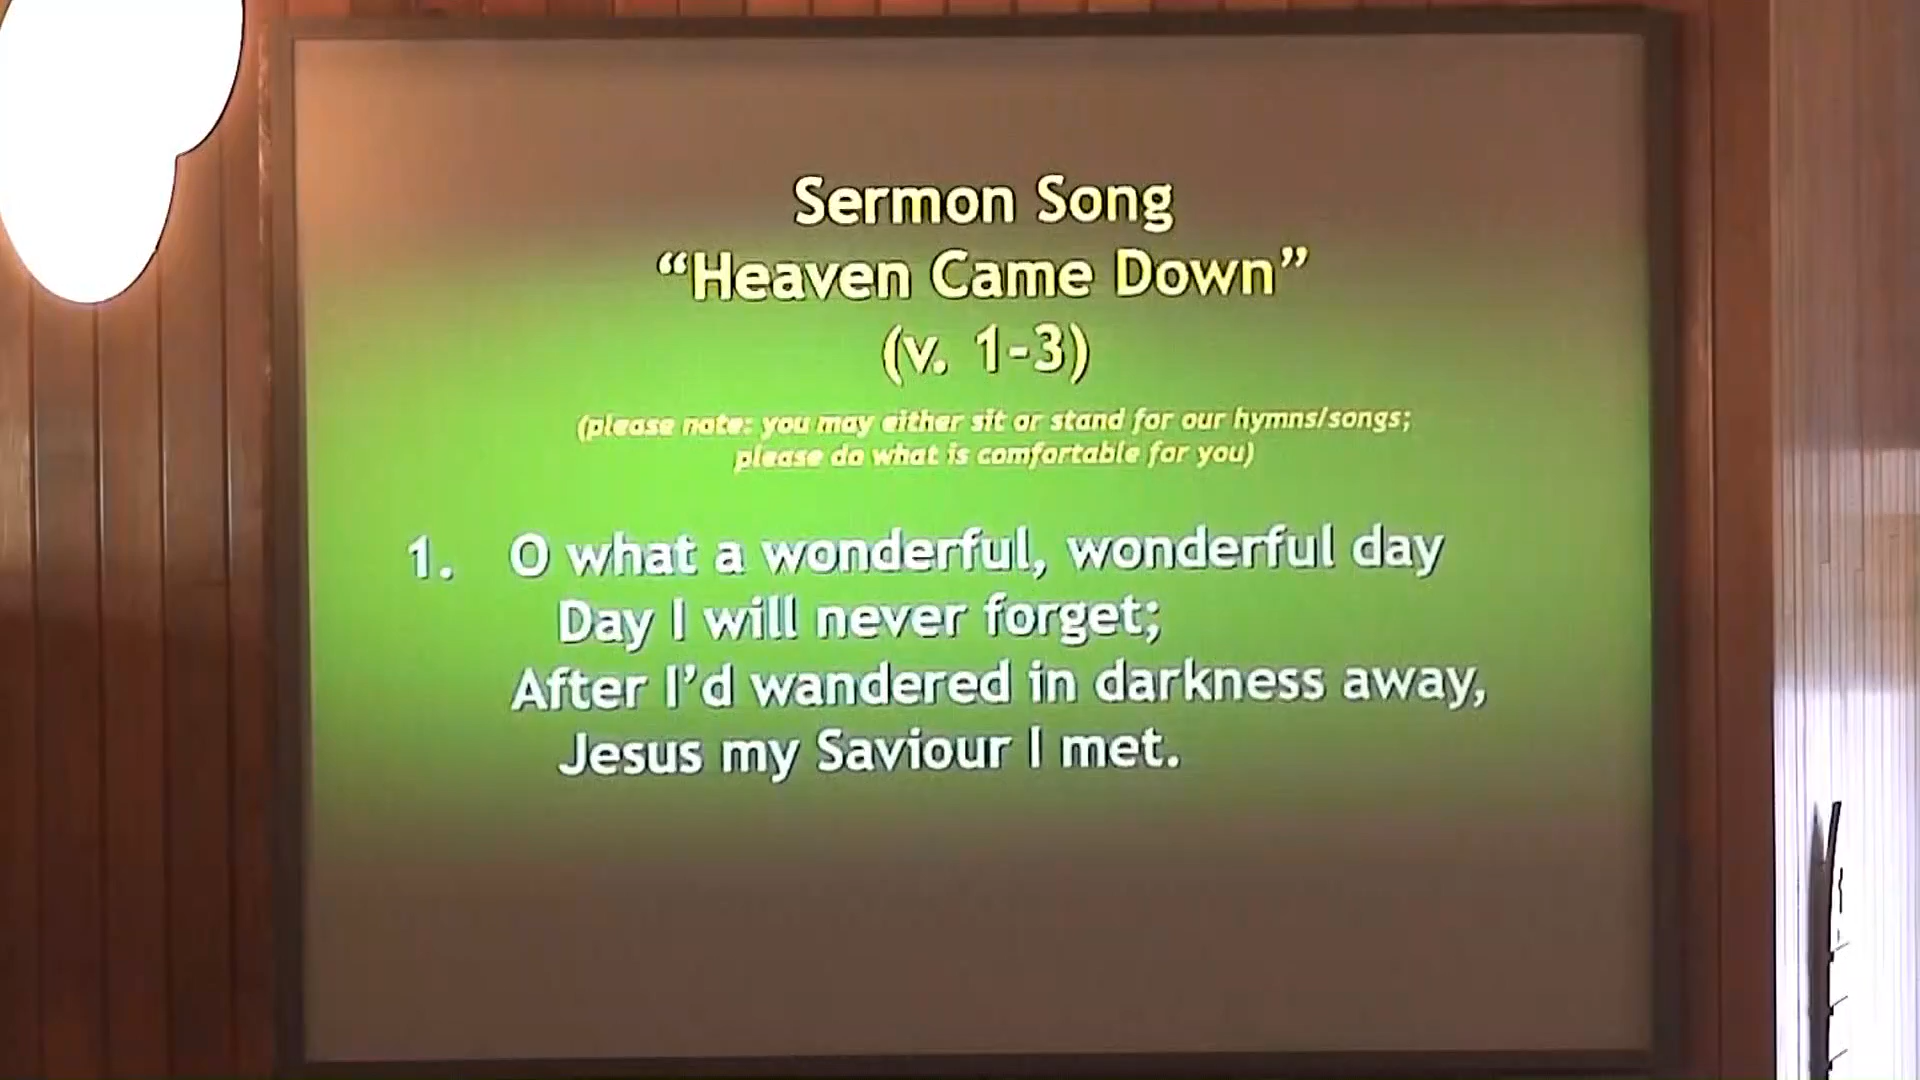 Sermon Song
“Heaven Came Down”
(v. 1-3)
(please note: you may either sit or stand for our hymns/songs;
please do what is comfortable for you)
1. O what a wonderful, wonderful day
Day I will never forget;
After I’d wandered in darkness away,
Jesus my Saviour I met.